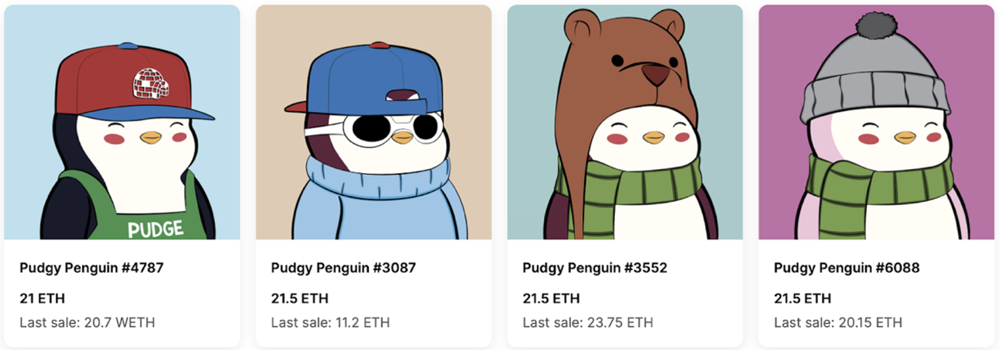 PUDGE
Pudgy Penguin #4787
21 ETH
Last sale: 20.7 WETH
Pudgy Penguin #3087
21.5 ETH
Last sale: 11.2 ETH
Pudgy Penguin #3552
21.5 ETH
Last sale: 23.75 ETH
Pudgy Penguin #6088
21.5 ETH
Last sale: 20.15 ETH